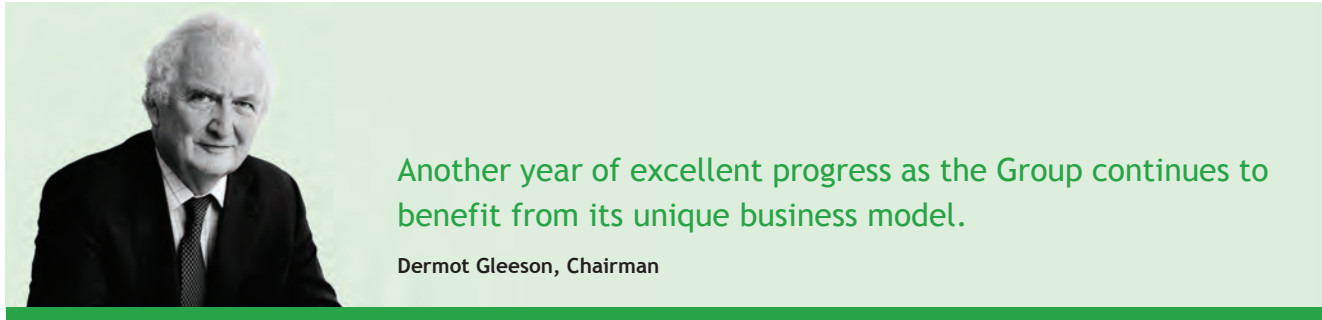 Another year of excellent progress as the Group continues to
benefit from its unique business model.
Dermot Gleeson, Chairman